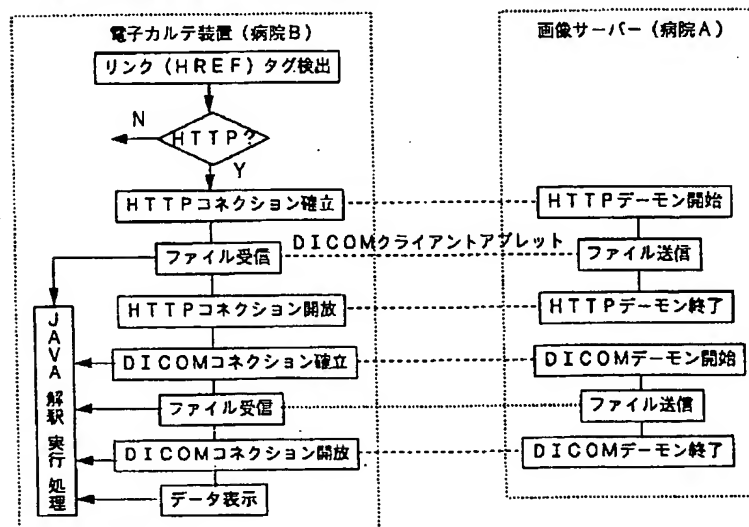 電子カルテ装置（病院B）
リンク（HREF）タグ検出
HTTP?
N
Y
HTTPコネクション確立
ファイル受信
HTTPコネクション開放
DICOMコネクション確立
ファイル受信
DICOMコネクション開放
データ表示
JAVA 解釈 実行 処理
DICOMクライアントアプレット
画像サーバー（病院A）
HTTPデーモン開始
ファイル送信
HTTPデーモン終了
DICOMデーモン開始
ファイル送信
DICOMデーモン終了